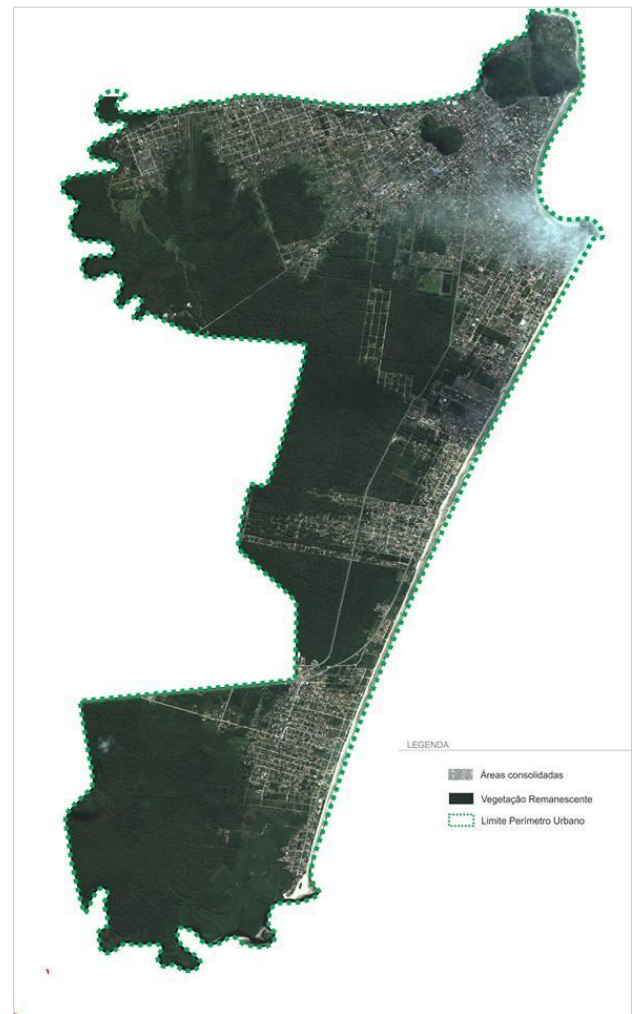 LEGENDA
Áreas consolidadas
Vegetação Remanescente
Limite Perímetro Urbano